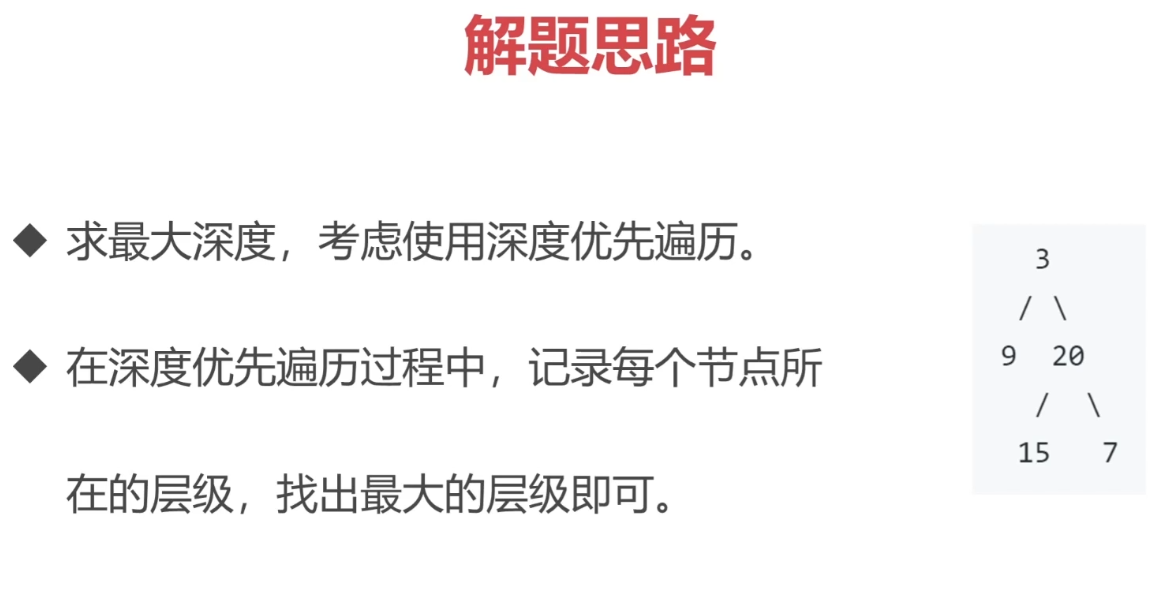 解题思路
◆ 求最大深度，考虑使用深度优先遍历。
◆ 在深度优先遍历过程中，记录每个节点所
在的层级，找出最大的层级即可。
3
/ \
9 20
/ \
15 7